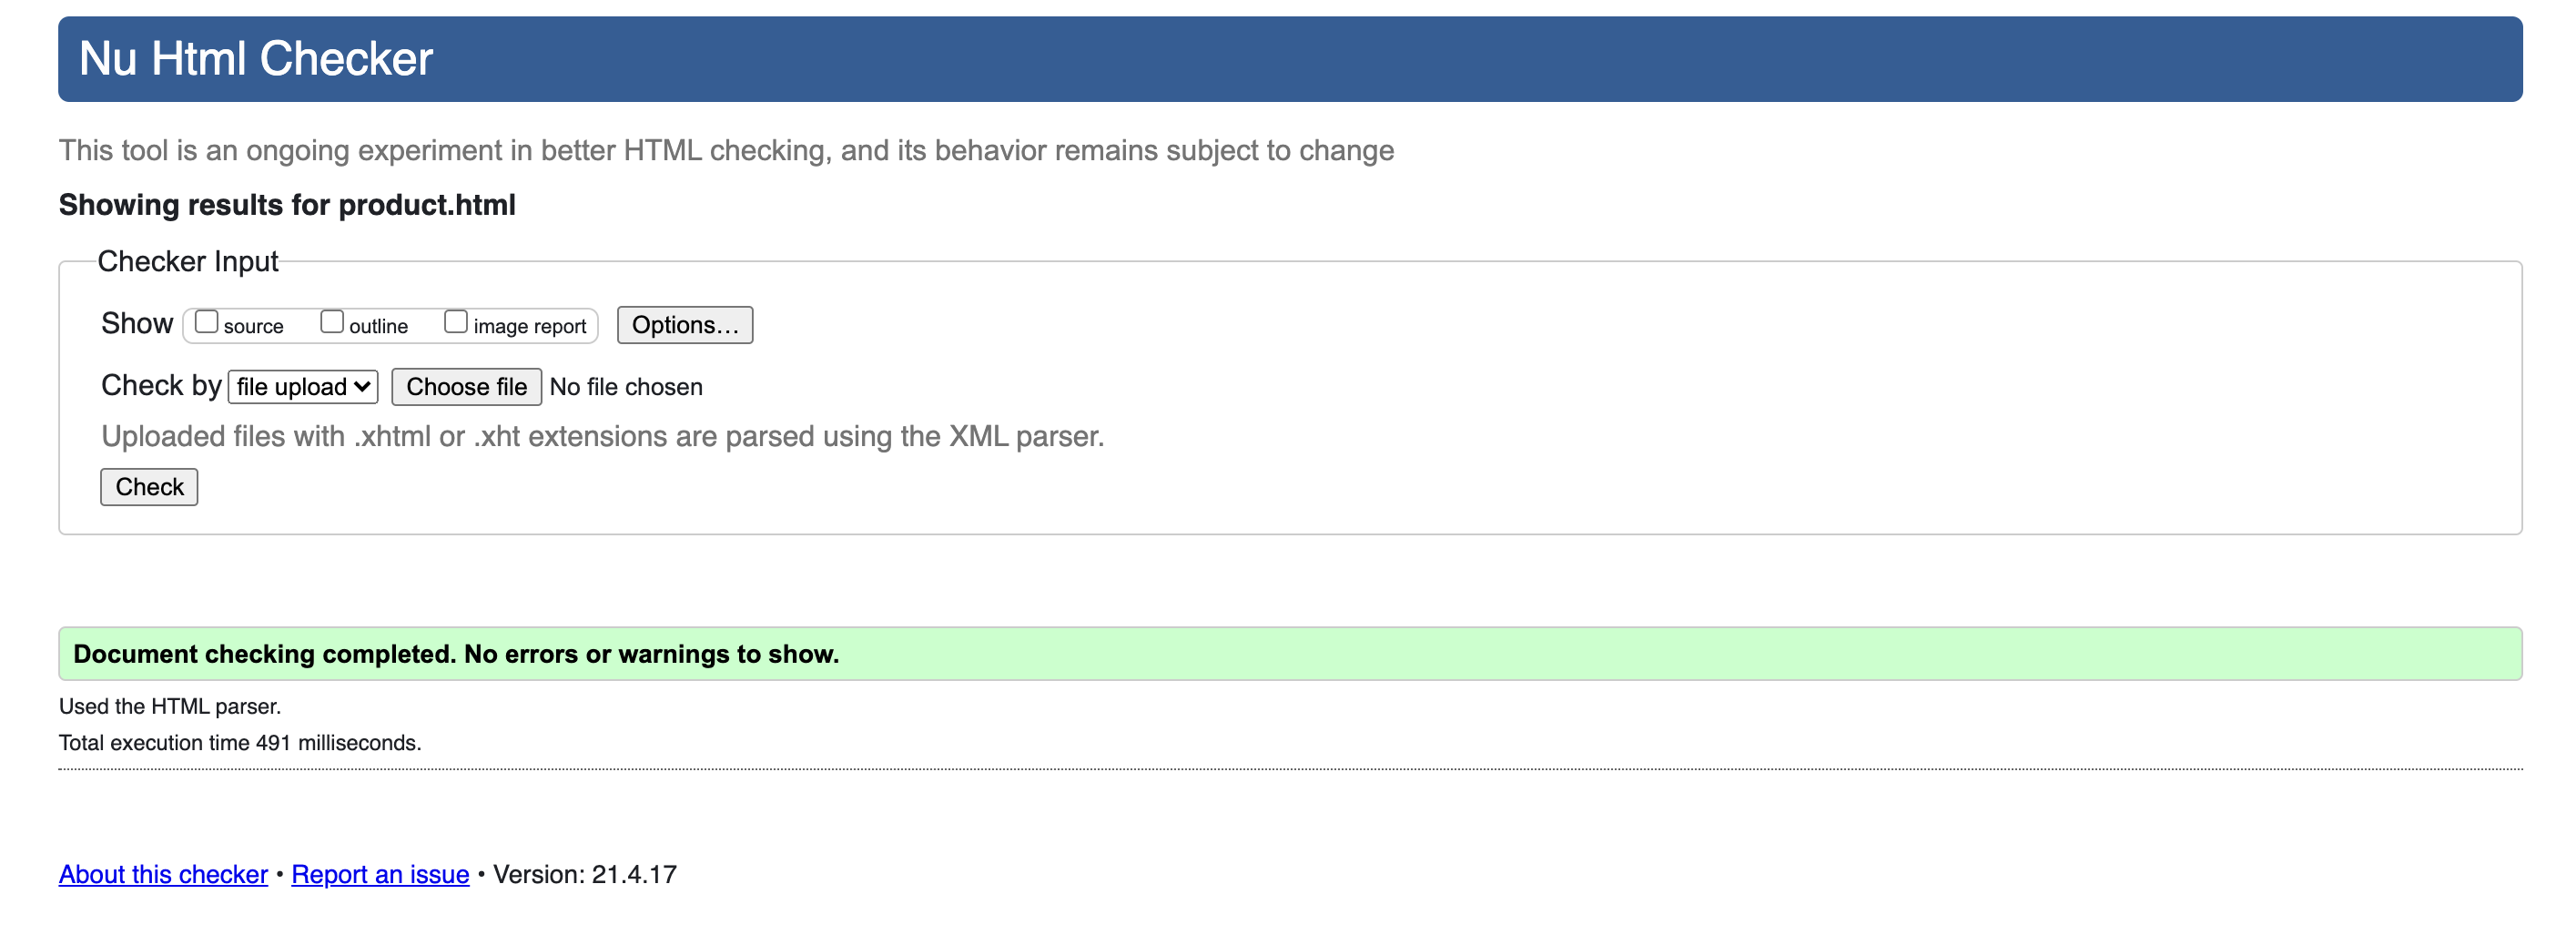 Nu Html Checker
This tool is an ongoing experiment in better HTML checking, and its behavior remains subject to change
Showing results for product.html
Checker Input
Show source outline image report Options...
Check by file upload Choose file No file chosen
Uploaded files with .xhtml or .xht extensions are parsed using the XML parser.
Check
Document checking completed. No errors or warnings to show.
Used the HTML parser.
Total execution time 491 milliseconds.
About this checker • Report an issue • Version: 21.4.17